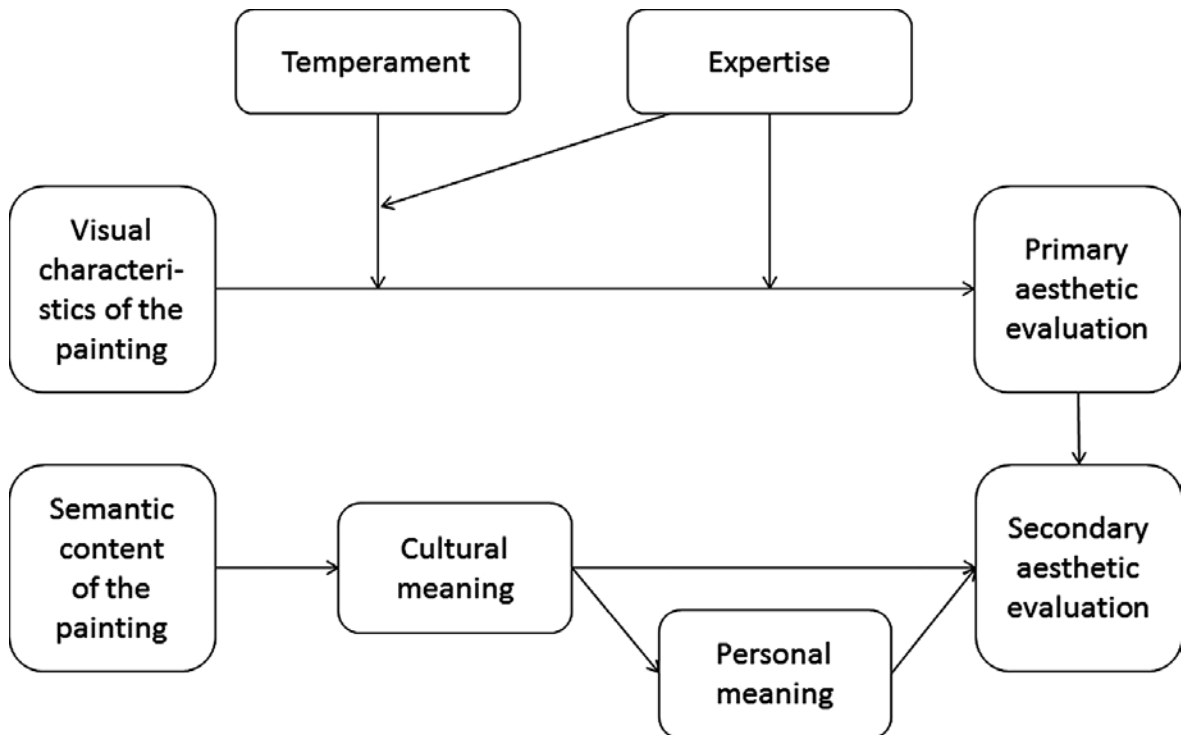 Temperament
Expertise
Visual
characteri-
stics of the
painting
Primary
aesthetic
evaluation
Semantic
content
of the
painting
Cultural
meaning
Secondary
aesthetic
evaluation
Personal
meaning